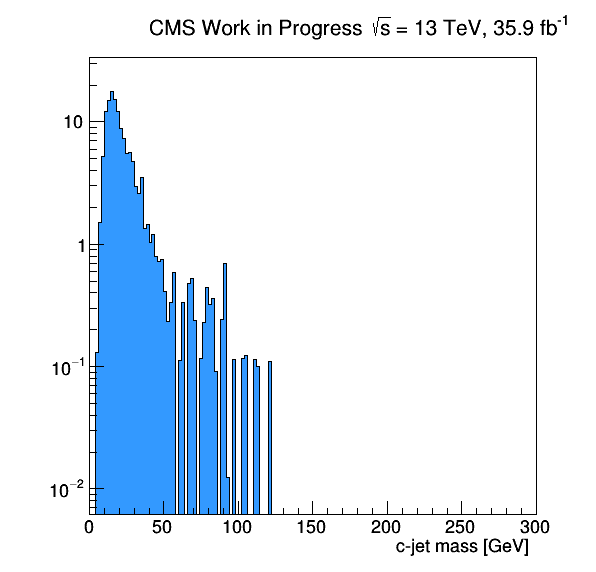 CMS Work in Progress √s = 13 TeV, 35.9 fb⁻¹
10
1
10⁻¹
10⁻²
0 50 100 150 200 250 300
c-jet mass [GeV]